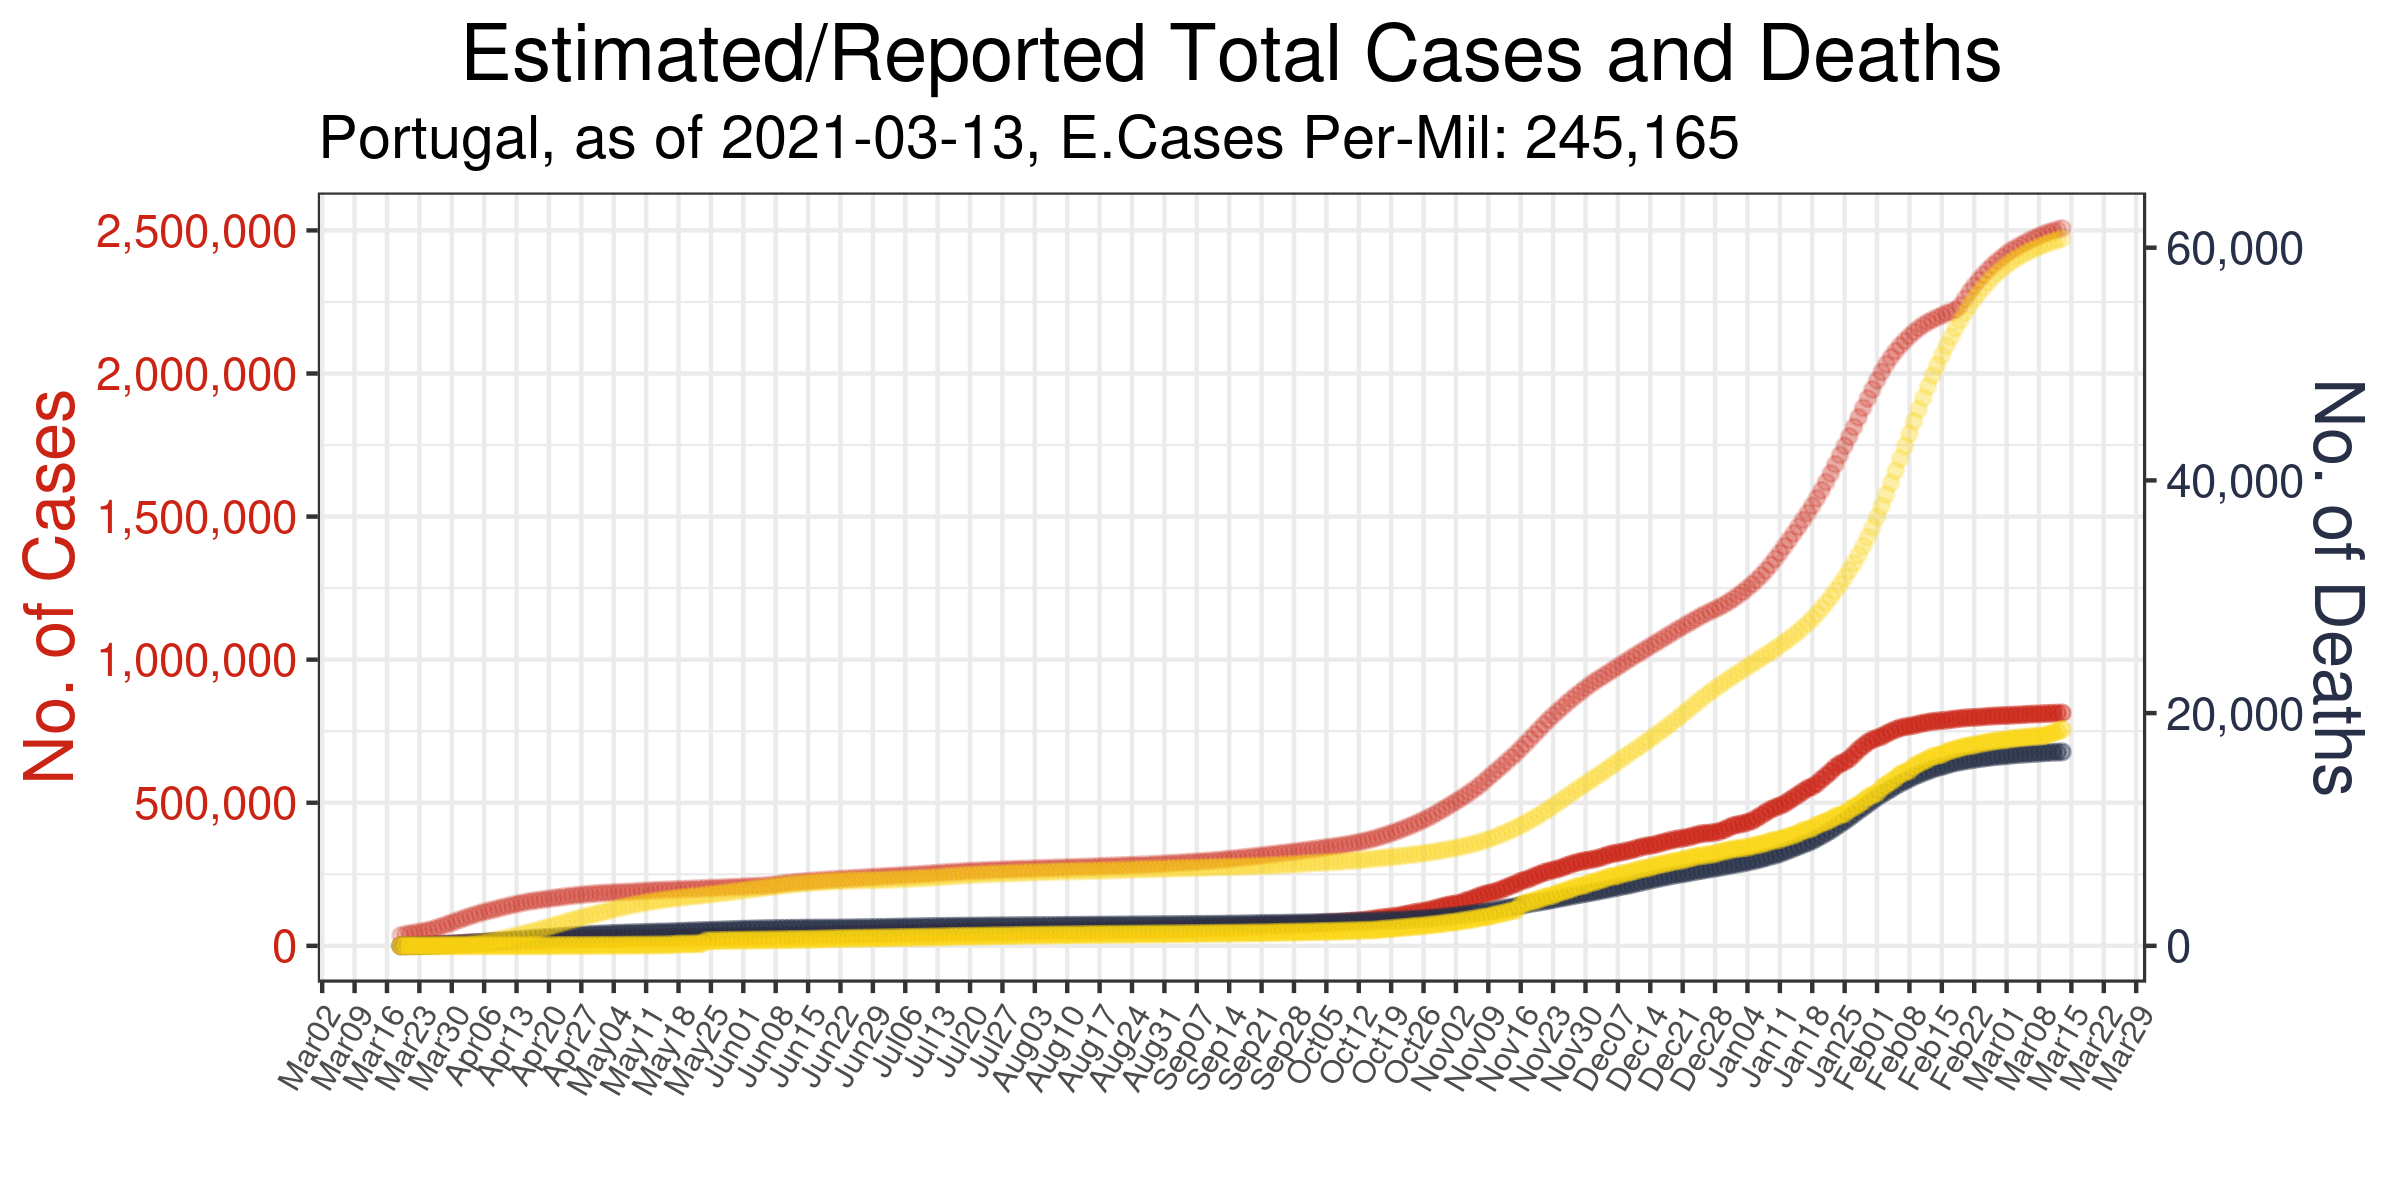 Estimated/Reported Total Cases and Deaths
Portugal, as of 2021-03-13, E.Cases Per-Mil: 245,165
No. of Cases
2,500,000
2,000,000
1,500,000
1,000,000
500,000
0
60,000
40,000
20,000
0
No. of Deaths
Mar02
Mar09
Mar16
Mar23
Mar30
Apr06
Apr13
Apr20
Apr27
May04
May11
May18
May25
Jun01
Jun08
Jun15
Jun22
Jun29
Jul06
Jul13
Jul20
Jul27
Aug03
Aug10
Aug17
Aug24
Aug31
Sep07
Sep14
Sep21
Sep28
Oct05
Oct12
Oct19
Oct26
Nov02
Nov09
Nov16
Nov23
Nov30
Dec07
Dec14
Dec21
Dec28
Jan04
Jan11
Jan18
Jan25
Feb01
Feb08
Feb15
Feb22
Mar01
Mar08
Mar15
Mar22
Mar29